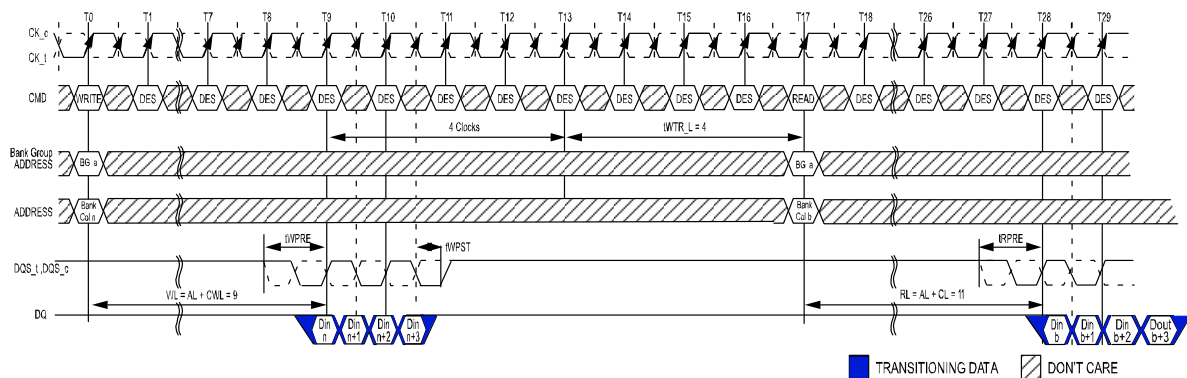 T0 T1 T7 T8 T9 T10 T11 T12 T13 T14 T15 T16 T17 T18 T26 T27 T28 T29
CK_c
CK_t
CMD WRITE DES DES DES DES DES DES DES DES DES DES DES READ DES DES DES DES DES
4 Clocks tWTR_L = 4
Bank Group
ADDRESS BG a BG a
ADDRESS Bank Col n Bank Col b
tWPRE tWPST tRPRE
DQS_t ,DQS_c
WL = AL + CWL = 9 RL = AL + CL = 11
DQ Din n Din n+1 Din n+2 Din n+3 Din b Din b+1 Din b+2 Dout b+3
TRANSITIONING DATA DON'T CARE